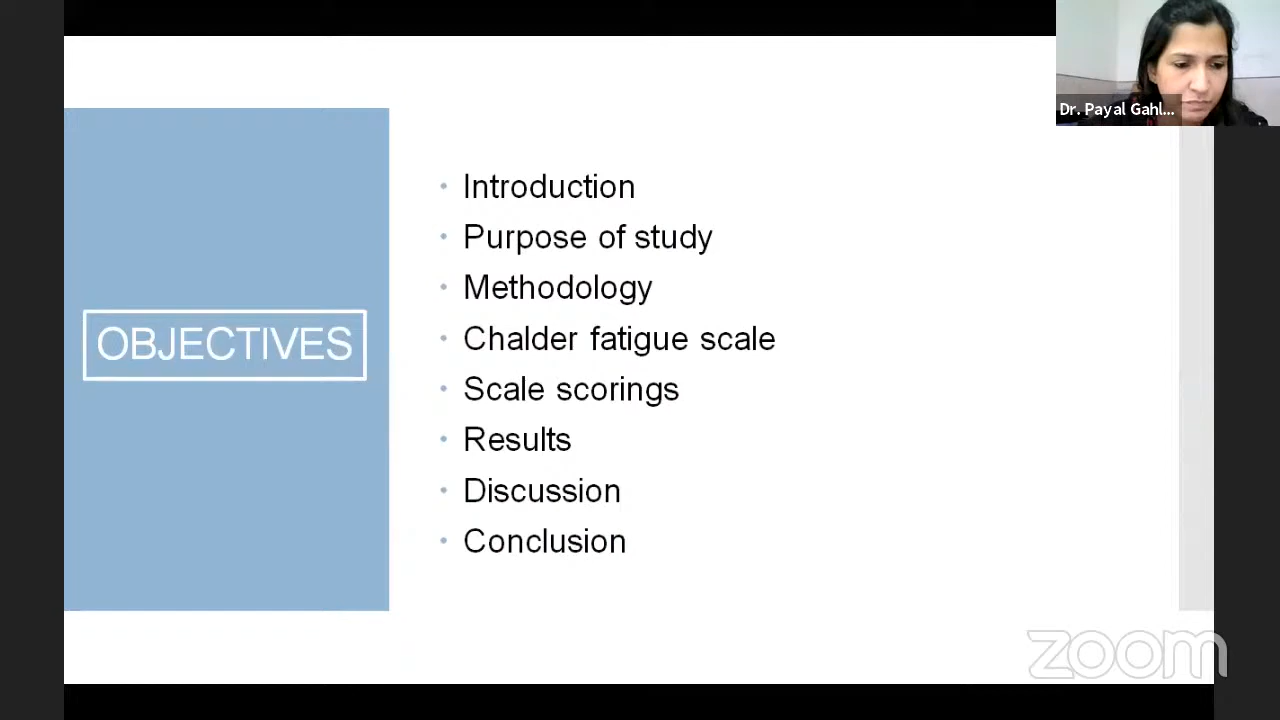 Dr. Payal Gahl...
OBJECTIVES
Introduction
Purpose of study
Methodology
Chalder fatigue scale
Scale scorings
Results
Discussion
Conclusion
zoom